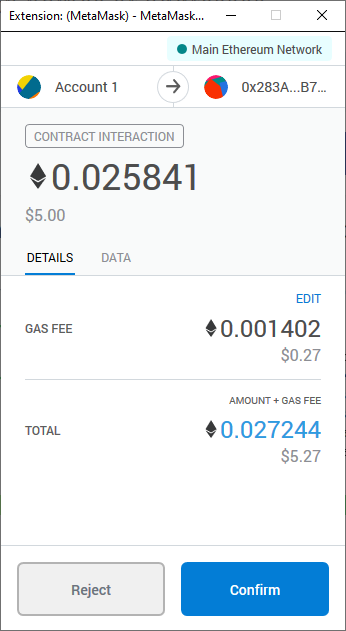 Extension: (MetaMask) - MetaMask...
Main Ethereum Network
Account 1
0x283A...B7...
CONTRACT INTERACTION
0.025841
$5.00
DETAILS DATA
EDIT
GAS FEE 0.001402
$0.27
AMOUNT + GAS FEE
TOTAL 0.027244
$5.27
Reject Confirm